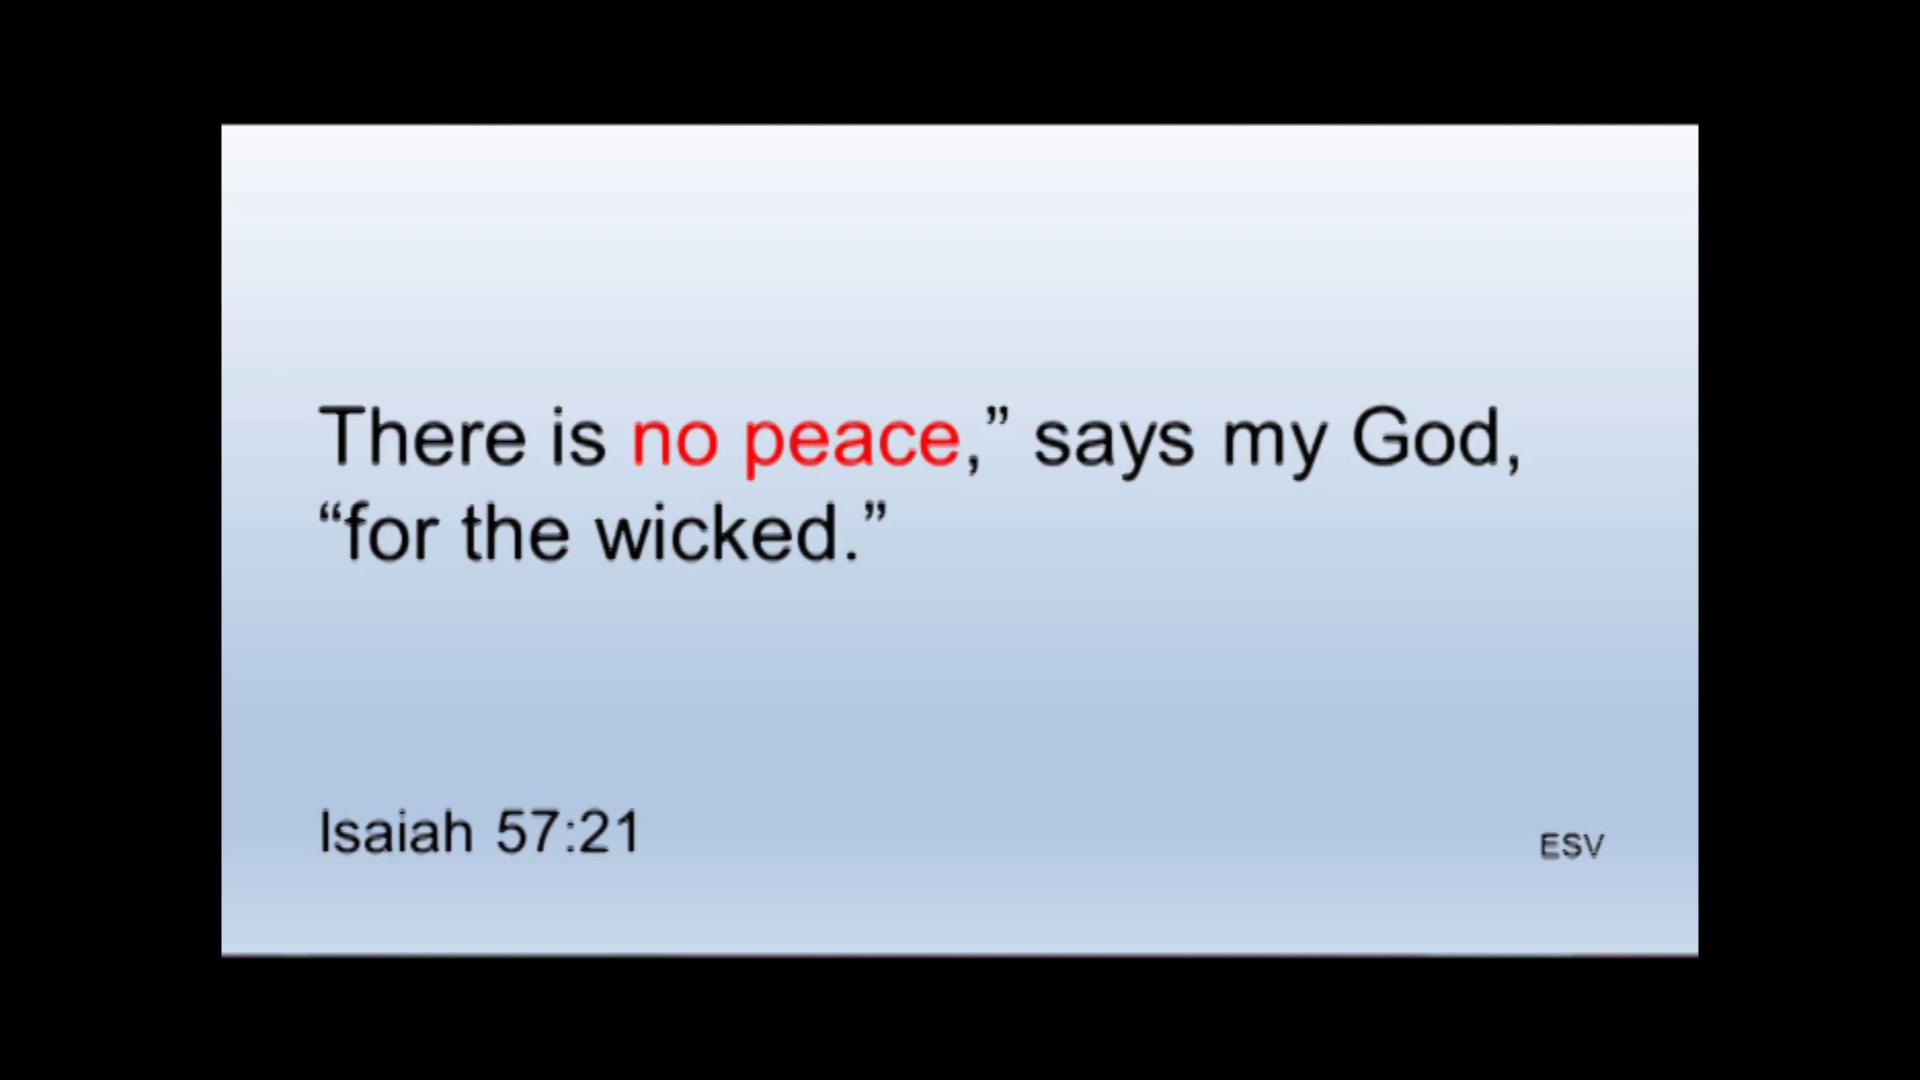 There is no peace,” says my God,
“for the wicked.”
Isaiah 57:21
ESV